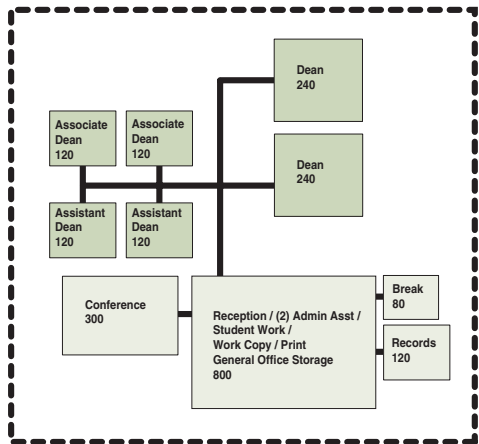 Dean
240
Associate
Dean
120
Associate
Dean
120
Dean
240
Assistant
Dean
120
Assistant
Dean
120
Conference
300
Reception / (2) Admin Asst /
Student Work /
Work Copy / Print
General Office Storage
800
Break
80
Records
120